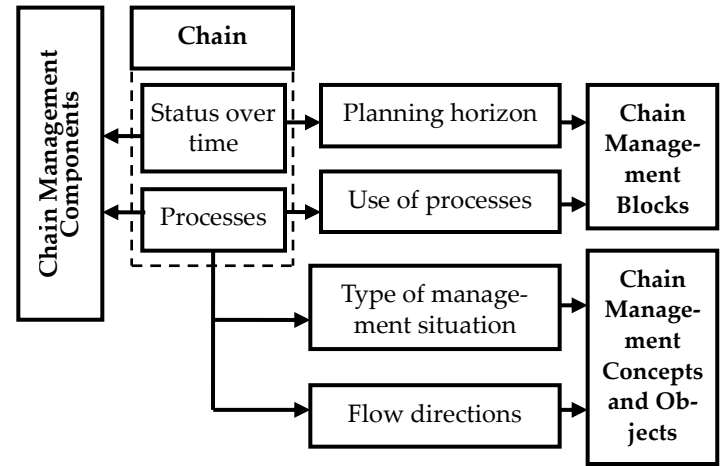 Chain Management
Components
Chain
Status over
time
Processes
Planning horizon
Use of processes
Type of manage-
ment situation
Flow directions
Chain
Manage-
ment
Blocks
Chain
Manage-
ment
Concepts
and Ob-
jects